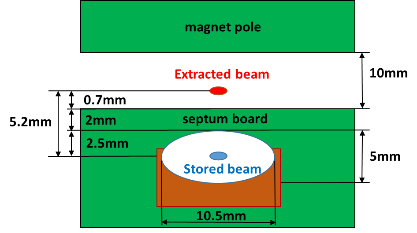 magnet pole
Extracted beam
10mm
0.7mm
5.2mm
2mm
septum board
2.5mm
5mm
Stored beam
10.5mm